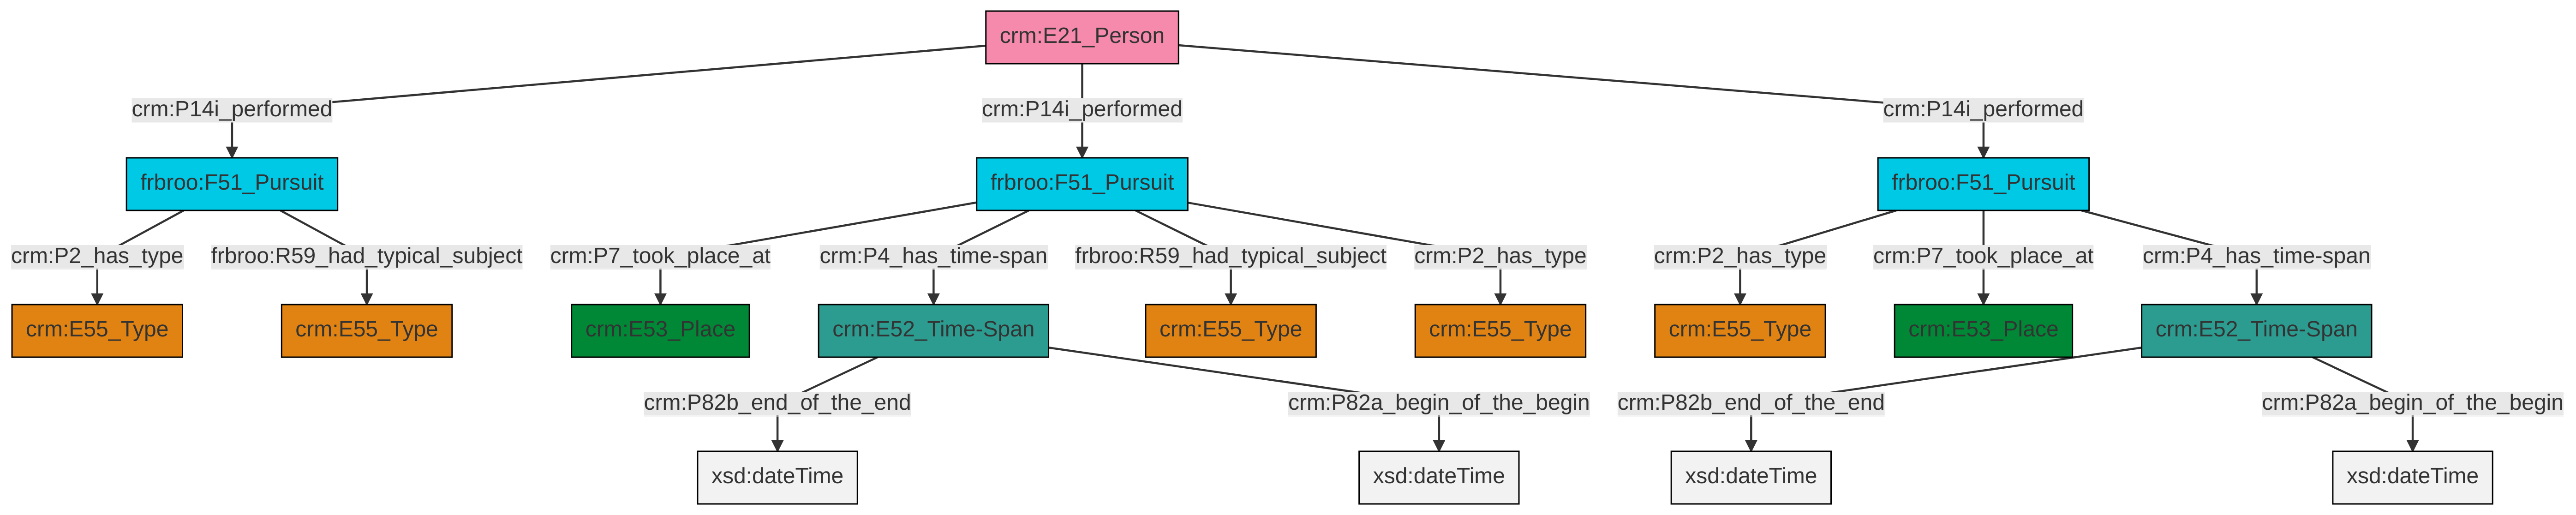 crm:E21_Person
crm:P14i_performed
crm:P14i_performed
crm:P14i_performed
frbroo:F51_Pursuit
frbroo:F51_Pursuit
frbroo:F51_Pursuit
crm:P2_has_type
frbroo:R59_had_typical_subject
crm:P7_took_place_at
crm:P4_has_time-span
frbroo:R59_had_typical_subject
crm:P2_has_type
crm:P2_has_type
crm:P7_took_place_at
crm:P4_has_time-span
crm:E55_Type
crm:E55_Type
crm:E53_Place
crm:E52_Time-Span
crm:E55_Type
crm:E55_Type
crm:E55_Type
crm:E53_Place
crm:E52_Time-Span
crm:P82b_end_of_the_end
crm:P82a_begin_of_the_begin
crm:P82b_end_of_the_end
crm:P82a_begin_of_the_begin
xsd:dateTime
xsd:dateTime
xsd:dateTime
xsd:dateTime